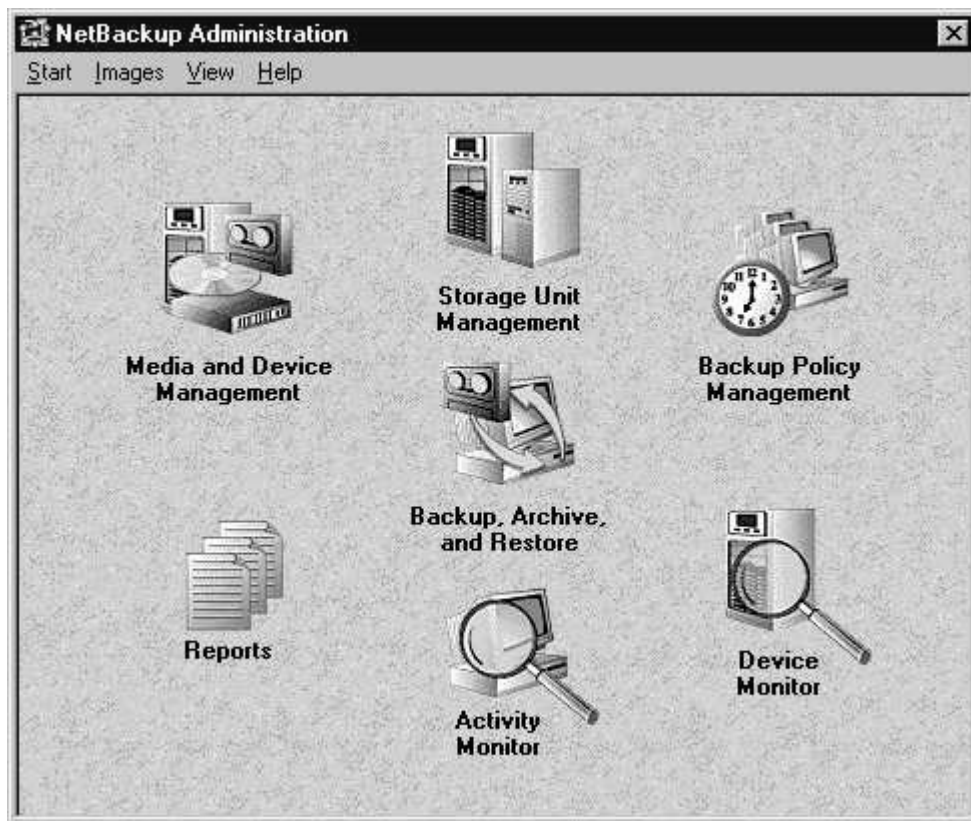 NetBackup Administration
Start Images View Help
Storage Unit
Management
Media and Device
Management
Backup Policy
Management
Backup, Archive,
and Restore
Reports
Device
Monitor
Activity
Monitor